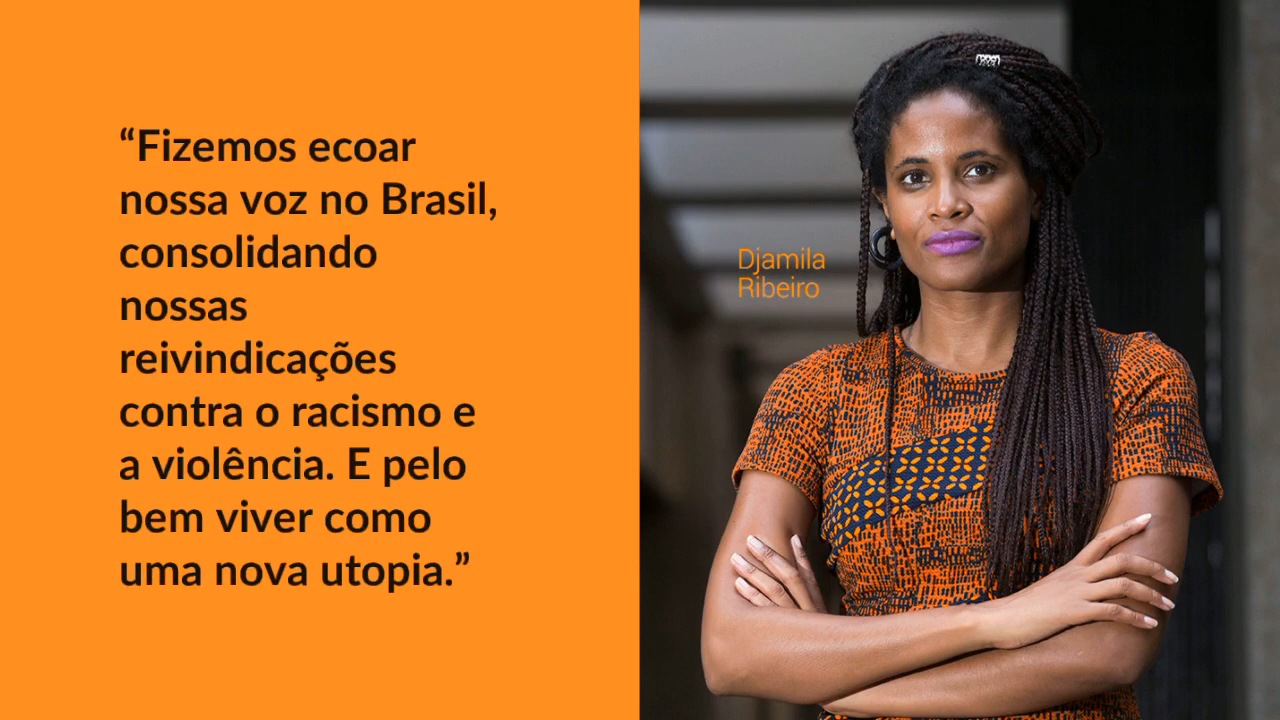 “Fizemos ecoar
nossa voz no Brasil,
consolidando
nossas
reivindicações
contra o racismo e
a violência. E pelo
bem viver como
uma nova utopia.”
Djamila
Ribeiro